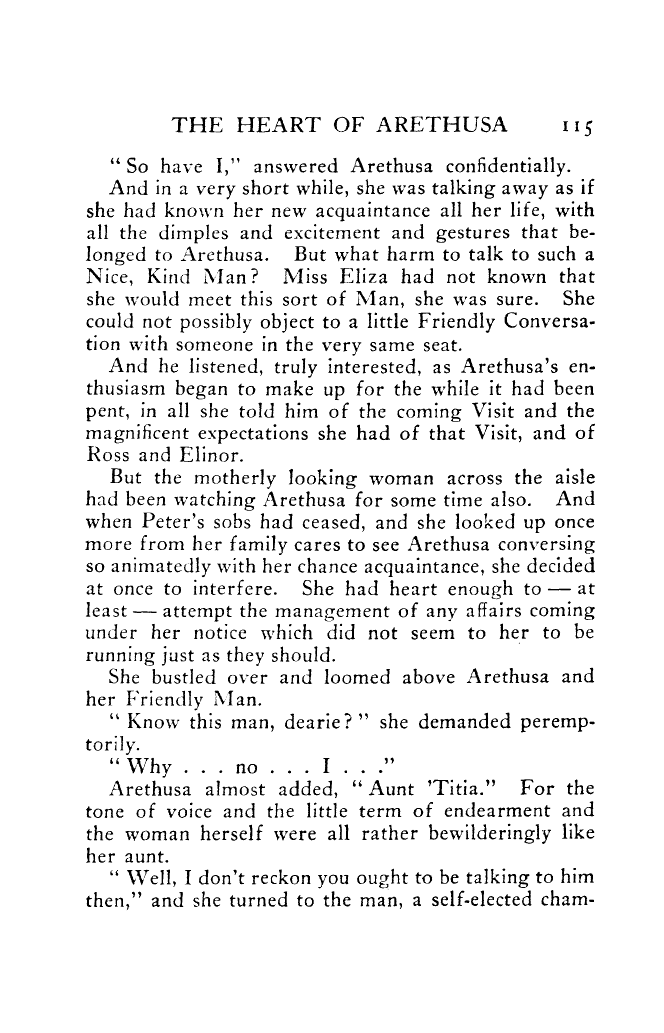 THE HEART OF ARETHUSA 115
“ So have I,” answered Arethusa confidentially.
And in a very short while, she was talking away as if
she had known her new acquaintance all her life, with
all the dimples and excitement and gestures that be-
longed to Arethusa. But what harm to talk to such a
Nice, Kind Man? Miss Eliza had not known that
she would meet this sort of Man, she was sure. She
could not possibly object to a little Friendly Conversa-
tion with someone in the very same seat.
And he listened, truly interested, as Arethusa’s en-
thusiasm began to make up for the while it had been
pent, in all she told him of the coming Visit and the
magnificent expectations she had of that Visit, and of
Ross and Elinor.
But the motherly looking woman across the aisle
had been watching Arethusa for some time also. And
when Peter’s sobs had ceased, and she looked up once
more from her family cares to see Arethusa conversing
so animatedly with her chance acquaintance, she decided
at once to interfere. She had heart enough to — at
least — attempt the management of any affairs coming
under her notice which did not seem to her to be
running just as they should.
She bustled over and loomed above Arethusa and
her Friendly Man.
“ Know this man, dearie? ” she demanded peremp-
torily.
“ Why . . . no . . . I . . .”
Arethusa almost added, “ Aunt ’Titia.” For the
tone of voice and the little term of endearment and
the woman herself were all rather bewilderingly like
her aunt.
“ Well, I don’t reckon you ought to be talking to him
then,” and she turned to the man, a self-elected cham-